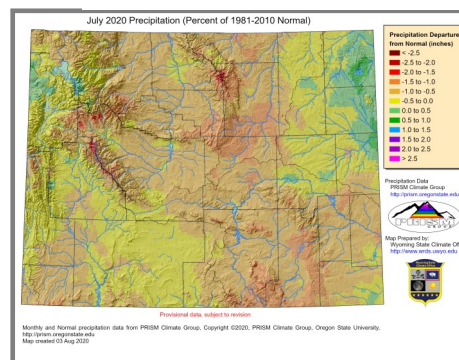 July 2020 Precipitation (Percent of 1981-2010 Normal)
Precipitation Departure
from Normal (inches)
< -2.5
-2.5 to -2.0
-2.0 to -1.5
-1.5 to -1.0
-1.0 to -0.5
-0.5 to 0.0
0.0 to 0.5
0.5 to 1.0
1.0 to 1.5
1.5 to 2.0
2.0 to 2.5
> 2.5
Precipitation Data
PRISM Climate Group
http://prism.oregonstate.edu
PRISM
GROUP
Map Prepared by:
Wyoming State Climate Of
http://www.wrds.uwyo.edu
Provisional data, subject to revision
Monthly and Normal precipitation data from PRISM Climate Group, Copyright ©2020, PRISM Climate Group, Oregon State University,
http://prism.oregonstate.edu
Map created 03 Aug 2020